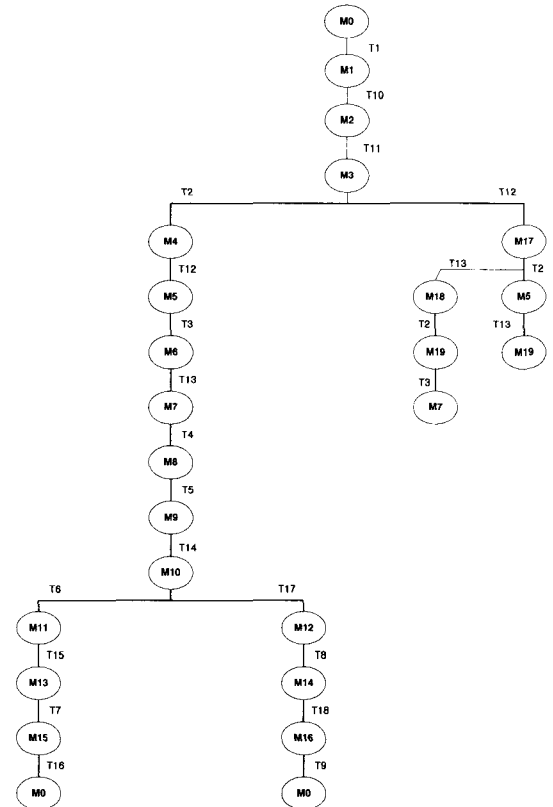 M0
T1
M1
T10
M2
T11
M3
T2 T12
M4 M17
T12 T13 T2
M5 M18 M5
T3 T2 T13
M6 M19 M19
T13 T3
M7 M7
T4
M8
T5
M9
T14
M10
T6 T17
M11 M12
T15 T8
M13 M14
T7 T18
M15 M16
T16 T9
M0 M0